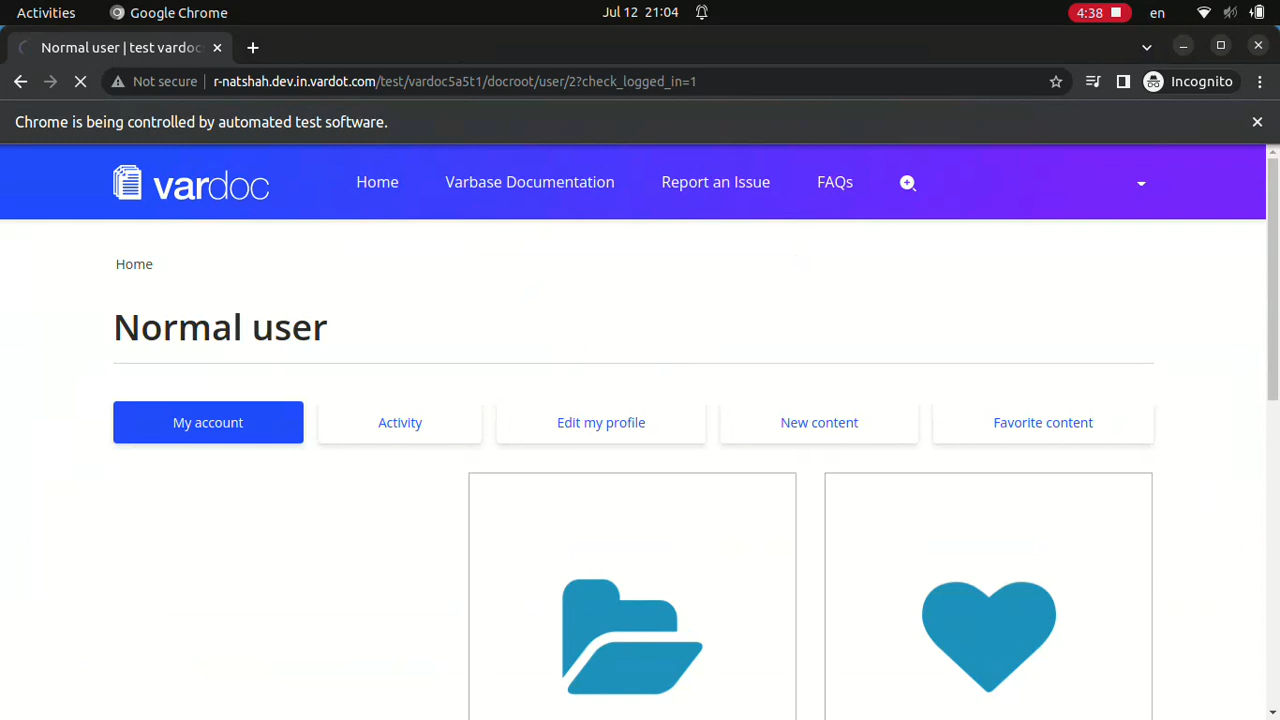 Activities
Google Chrome
Jul 12 21:04
4:38
en
Normal user | test vardoc
Not secure
r-natshah.dev.in.vardot.com/test/vardoc5a5t1/docroot/user/2?check_logged_in=1
Incognito
Chrome is being controlled by automated test software.
vardoc
Home
Varbase Documentation
Report an Issue
FAQs
Home
Normal user
My account
Activity
Edit my profile
New content
Favorite content